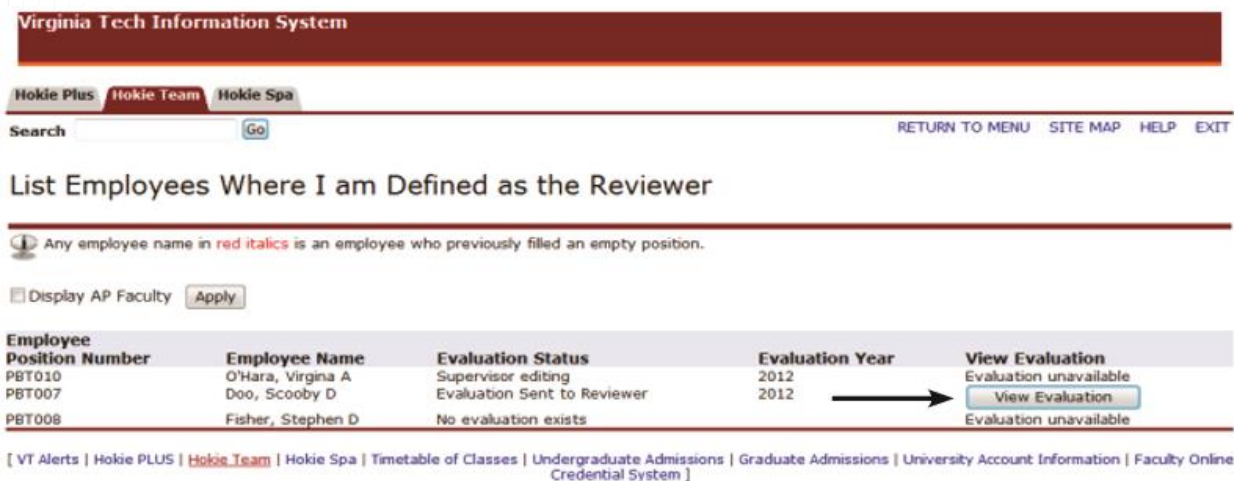 Virginia Tech Information System
Hokie Plus Hokie Team Hokie Spa
Search Go RETURN TO MENU SITE MAP HELP EXIT
List Employees Where I am Defined as the Reviewer
Any employee name in red italics is an employee who previously filled an empty position.
Display AP Faculty Apply
Employee
Position Number Employee Name Evaluation Status Evaluation Year View Evaluation
PBT010 O'Hara, Virgina A Supervisor editing 2012 Evaluation unavailable
PBT007 Doo, Scooby D Evaluation Sent to Reviewer 2012 View Evaluation
PBT008 Fisher, Stephen D No evaluation exists Evaluation unavailable
[ VT Alerts | Hokie PLUS | Hokie Team | Hokie Spa | Timetable of Classes | Undergraduate Admissions | Graduate Admissions | University Account Information | Faculty Online
Credential System ]